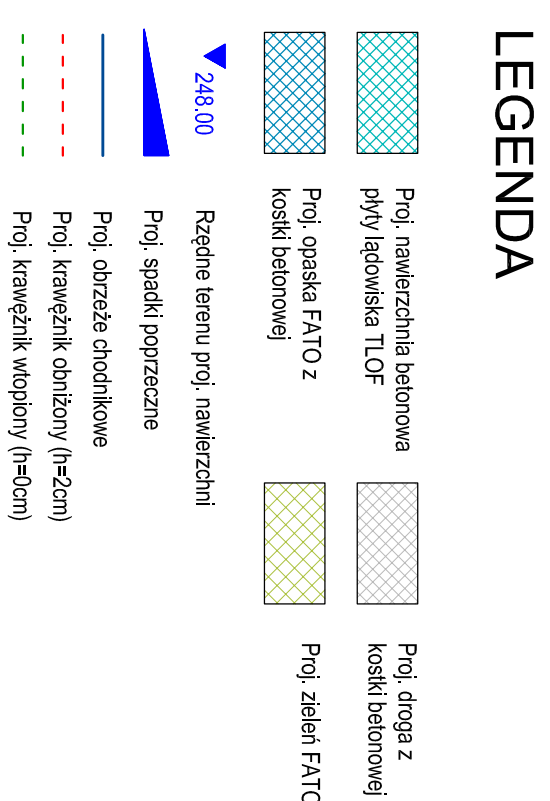 LEGENDA
Proj. nawierzchnia betonowa
płyty lądowiska TLOF
Proj. droga z
kostki betonowej
Proj. opaska FATO z
kostki betonowej
Proj. zieleń FATO
248.00
Rzędne terenu proj. nawierzchni
Proj. spadki poprzeczne
Proj. obrzeże chodnikowe
Proj. krawężnik obniżony (h=2cm)
Proj. krawężnik wtopiony (h=0cm)